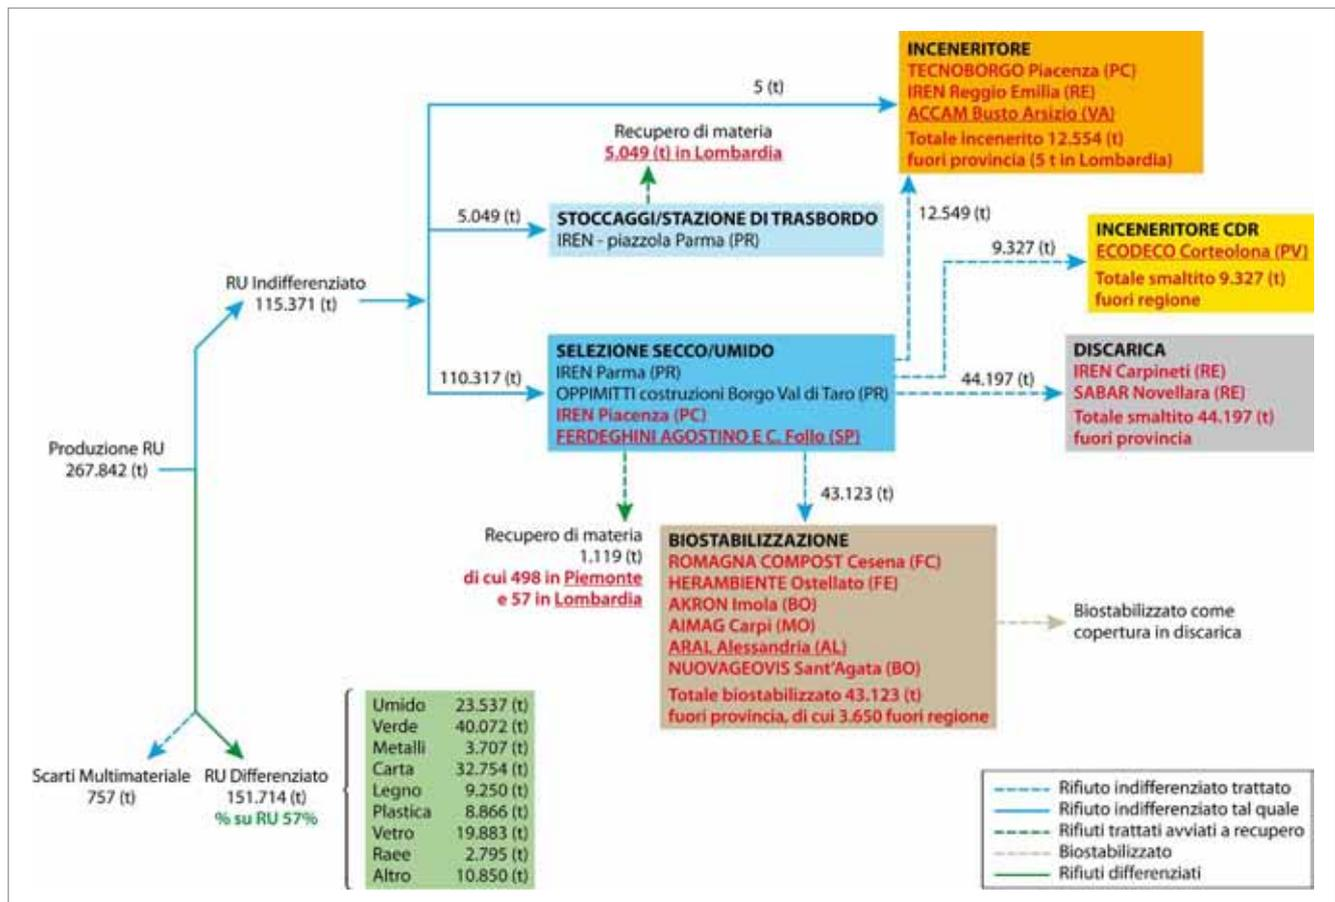 INCENERITORE
TECNOBORGO Piacenza (PC)
IREN Reggio Emilia (RE)
ACCAM Busto Arsizio (VA)
Totale incenerito 12.554 (t)
fuori provincia (5 t in Lombardia)
5 (t)
Recupero di materia
5.049 (t) in Lombardia
5.049 (t)
STOCCAGGI/STAZIONE DI TRASBORDO
IREN - piazzola Parma (PR)
12.549 (t)
9.327 (t)
INCENERITORE CDR
ECODECO Corteolona (PV)
Totale smaltito 9.327 (t)
fuori regione
RU Indifferenziato
115.371 (t)
110.317 (t)
SELEZIONE SECCO/UMIDO
IREN Parma (PR)
OPPIMITTI costruzioni Borgo Val di Taro (PR)
IREN Piacenza (PC)
FERDEGHINI AGOSTINO E C. Follo (SP)
44.197 (t)
DISCARICA
IREN Carpineti (RE)
SABAR Novellara (RE)
Totale smaltito 44.197 (t)
fuori provincia
Produzione RU
267.842 (t)
43.123 (t)
Recupero di materia
1.119 (t)
di cui 498 in Piemonte
e 57 in Lombardia
BIOSTABILIZZAZIONE
ROMAGNA COMPOST Cesena (FC)
HERAMBIENTE Ostellato (FE)
AKRON Imola (BO)
AIMAG Carpi (MO)
ARAL Alessandria (AL)
NUOVAGEOVIS Sant'Agata (BO)
Totale biostabilizzato 43.123 (t)
fuori provincia, di cui 3.650 fuori regione
Biostabilizzato come
copertura in discarica
Scarti Multimateriale
757 (t)
RU Differenziato
151.714 (t)
% su RU 57%
Umido 23.537 (t)
Verde 40.072 (t)
Metalli 3.707 (t)
Carta 32.754 (t)
Legno 9.250 (t)
Plastica 8.866 (t)
Vetro 19.883 (t)
Raee 2.795 (t)
Altro 10.850 (t)
Rifiuto indifferenziato trattato
Rifiuto indifferenziato tal quale
Rifiuti trattati avviati a recupero
Biostabilizzato
Rifiuti differenziati